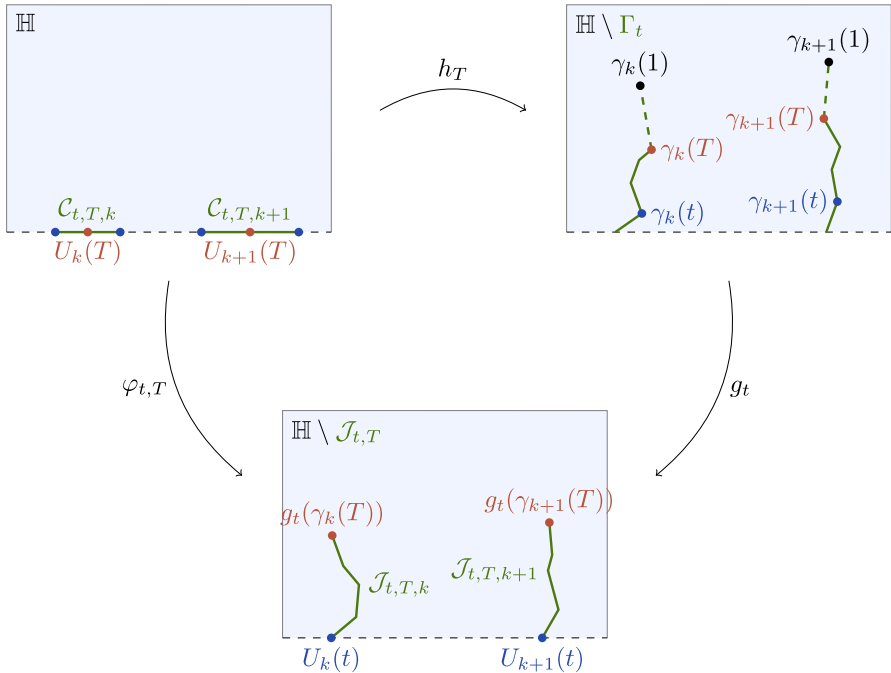 ℍ
𝒞_{t,T,k} 𝒞_{t,T,k+1}
U_k(T) U_{k+1}(T)
h_T
ℍ \ Γ_t
γ_k(1) γ_{k+1}(1)
γ_k(T) γ_{k+1}(T)
γ_k(t) γ_{k+1}(t)
φ_{t,T}
g_t
ℍ \ 𝒥_{t,T}
g_t(γ_k(T)) g_t(γ_{k+1}(T))
𝒥_{t,T,k} 𝒥_{t,T,k+1}
U_k(t) U_{k+1}(t)